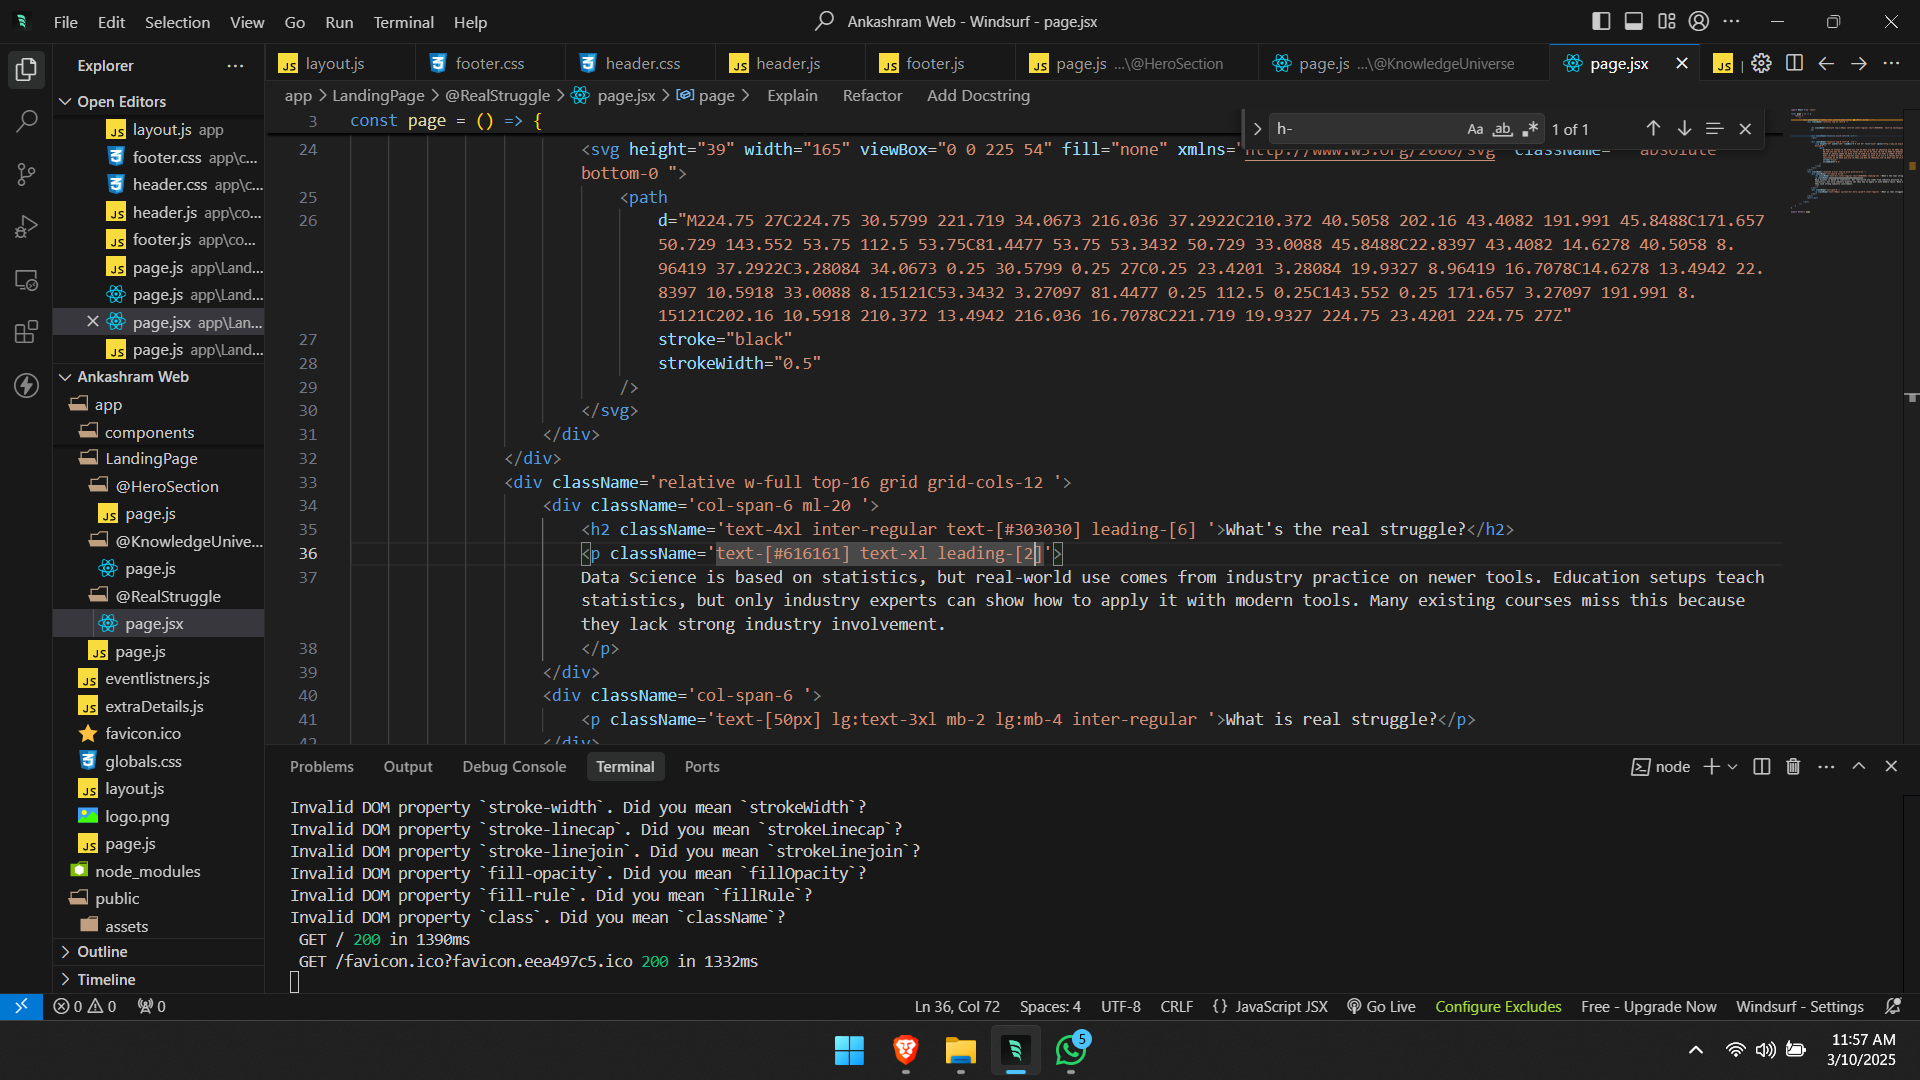 File Edit Selection View Go Run Terminal Help
Ankashram Web - Windsurf - page.jsx
Explorer
Open Editors
layout.js app
footer.css app\c...
header.css app\c...
header.js app\co...
footer.js app\co...
page.js app\Land...
page.js app\Land...
page.jsx app\Lan...
page.js app\Land...
Ankashram Web
app
components
LandingPage
@HeroSection
page.js
@KnowledgeUnive...
page.js
@RealStruggle
page.jsx
page.js
eventlistners.js
extraDetails.js
favicon.ico
globals.css
layout.js
logo.png
page.js
node_modules
public
assets
Outline
Timeline
layout.js footer.css header.css header.js footer.js page.js ...\@HeroSection page.js ...\@KnowledgeUniverse page.jsx
app > LandingPage > @RealStruggle > page.jsx > page > Explain Refactor Add Docstring
h- Aa ab 1 of 1
3 const page = () => {
24 <svg height="39" width="165" viewBox="0 0 225 54" fill="none" xmlns="http://www.w3.org/2000/svg" className=" absolute
bottom-0 ">
25 <path
26 d="M224.75 27C224.75 30.5799 221.719 34.0673 216.036 37.2922C210.372 40.5058 202.16 43.4082 191.991 45.8488C171.657
50.729 143.552 53.75 112.5 53.75C81.4477 53.75 53.3432 50.729 33.0088 45.8488C22.8397 43.4082 14.6278 40.5058 8.
96419 37.2922C3.28084 34.0673 0.25 30.5799 0.25 27C0.25 23.4201 3.28084 19.9327 8.96419 16.7078C14.6278 13.4942 22.
8397 10.5918 33.0088 8.15121C53.3432 3.27097 81.4477 0.25 112.5 0.25C143.552 0.25 171.657 3.27097 191.991 8.
15121C202.16 10.5918 210.372 13.4942 216.036 16.7078C221.719 19.9327 224.75 23.4201 224.75 27Z"
27 stroke="black"
28 strokeWidth="0.5"
29 />
30 </svg>
31 </div>
32 </div>
33 <div className='relative w-full top-16 grid grid-cols-12 '>
34 <div className='col-span-6 ml-20 '>
35 <h2 className='text-4xl inter-regular text-[#303030] leading-[6] '>What's the real struggle?</h2>
36 <p className='text-[#616161] text-xl leading-[2]'>
37 Data Science is based on statistics, but real-world use comes from industry practice on newer tools. Education setups teach
statistics, but only industry experts can show how to apply it with modern tools. Many existing courses miss this because
they lack strong industry involvement.
38 </p>
39 </div>
40 <div className='col-span-6 '>
41 <p className='text-[50px] lg:text-3xl mb-2 lg:mb-4 inter-regular '>What is real struggle?</p>
42 </div>
Problems Output Debug Console Terminal Ports
node
Invalid DOM property `stroke-width`. Did you mean `strokeWidth`?
Invalid DOM property `stroke-linecap`. Did you mean `strokeLinecap`?
Invalid DOM property `stroke-linejoin`. Did you mean `strokeLinejoin`?
Invalid DOM property `fill-opacity`. Did you mean `fillOpacity`?
Invalid DOM property `fill-rule`. Did you mean `fillRule`?
Invalid DOM property `class`. Did you mean `className`?
GET / 200 in 1390ms
GET /favicon.ico?favicon.eea497c5.ico 200 in 1332ms
0 0 0 Ln 36, Col 72 Spaces: 4 UTF-8 CRLF {} JavaScript JSX Go Live Configure Excludes Free - Upgrade Now Windsurf - Settings
5
11:57 AM
3/10/2025